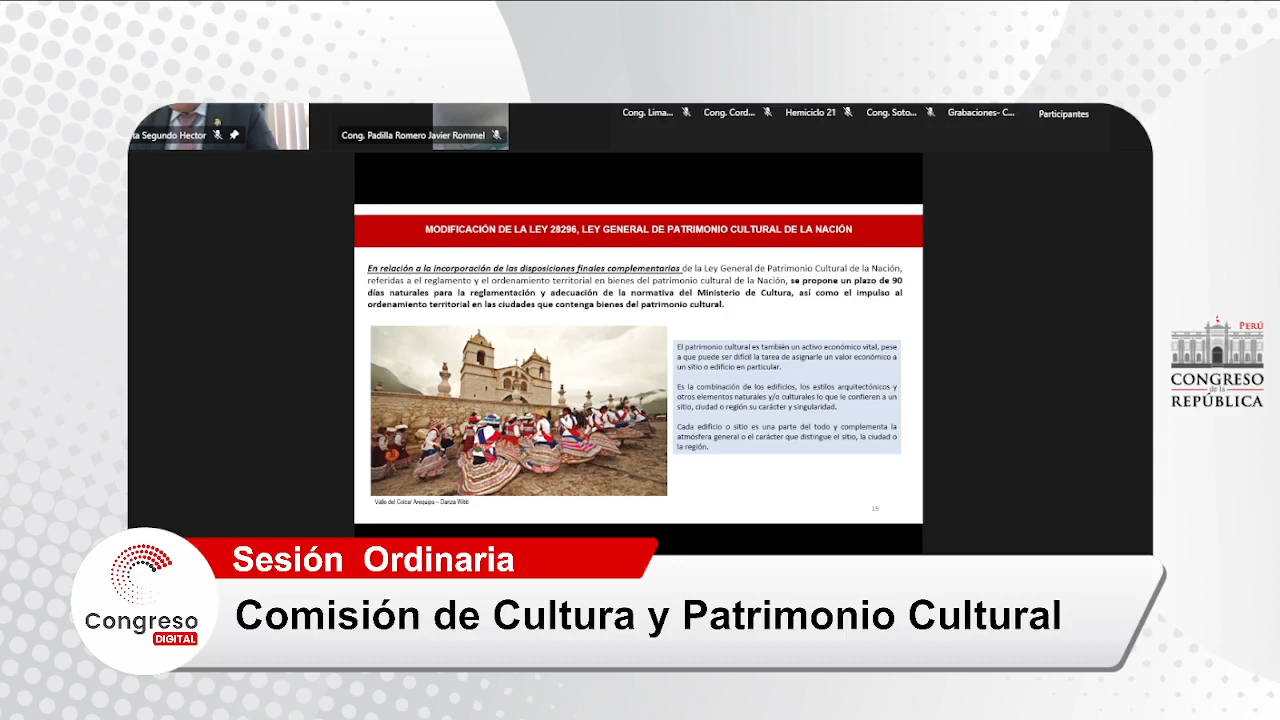 ta Segundo Hector
Cong. Padilla Romero Javier Rommel
Cong. Lima...
Cong. Cord...
Hemiciclo 21
Cong. Soto...
Grabaciones- C...
Participantes
MODIFICACIÓN DE LA LEY 28296, LEY GENERAL DE PATRIMONIO CULTURAL DE LA NACIÓN
En relación a la incorporación de las disposiciones finales complementarias de la Ley General de Patrimonio Cultural de la Nación,
referidas a el reglamento y el ordenamiento territorial en bienes del patrimonio cultural de la Nación, se propone un plazo de 90
días naturales para la reglamentación y adecuación de la normativa del Ministerio de Cultura, así como el impulso al
ordenamiento territorial en las ciudades que contenga bienes del patrimonio cultural.
El patrimonio cultural es también un activo económico vital, pese
a que puede ser difícil la tarea de asignarle un valor económico a
un sitio o edificio en particular.
Es la combinación de los edificios, los estilos arquitectónicos y
otros elementos naturales y/o culturales lo que le confieren a un
sitio, ciudad o región su carácter y singularidad.
Cada edificio o sitio es una parte del todo y complementa la
atmósfera general o el carácter que distingue el sitio, la ciudad o
la región.
Valle del Colca/ Arequipa – Danza Wititi
15
PERÚ
CONGRESO
de la
REPÚBLICA
Sesión Ordinaria
Comisión de Cultura y Patrimonio Cultural
Congreso
DIGITAL